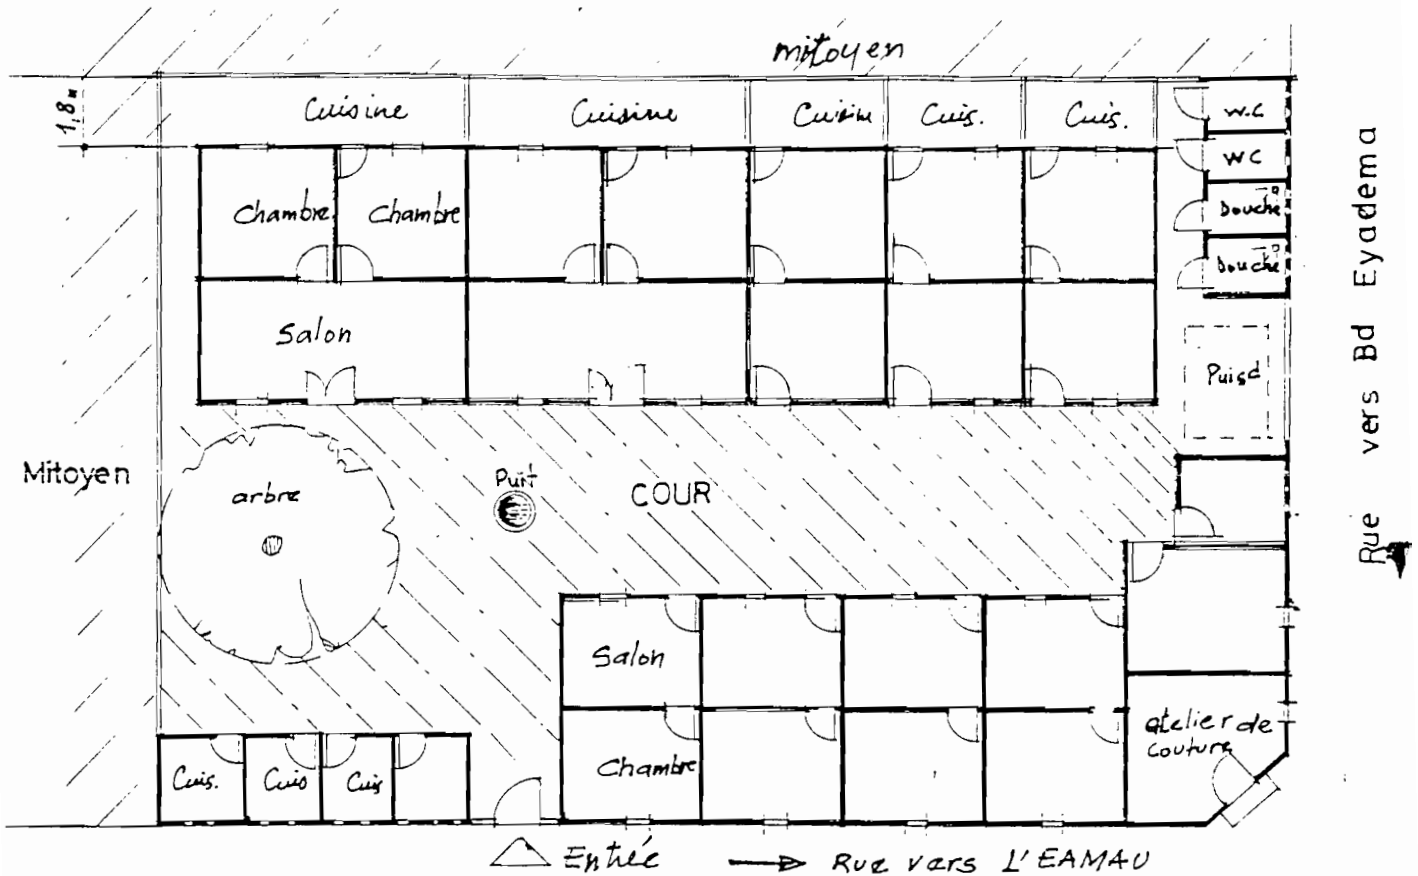 mitoyen
1,8m
Cuisine
Cuisine
Cuisine
Cuis.
Cuis.
W.C
WC
Douche
Douche
Chambre
Chambre
Salon
Puisd
Rue vers Bd Eyadema
Mitoyen
arbre
Puit
COUR
Salon
Chambre
atelier de
couture
Cuis.
Cuis
Cuis
Entrée
Rue vers L'EAMAU